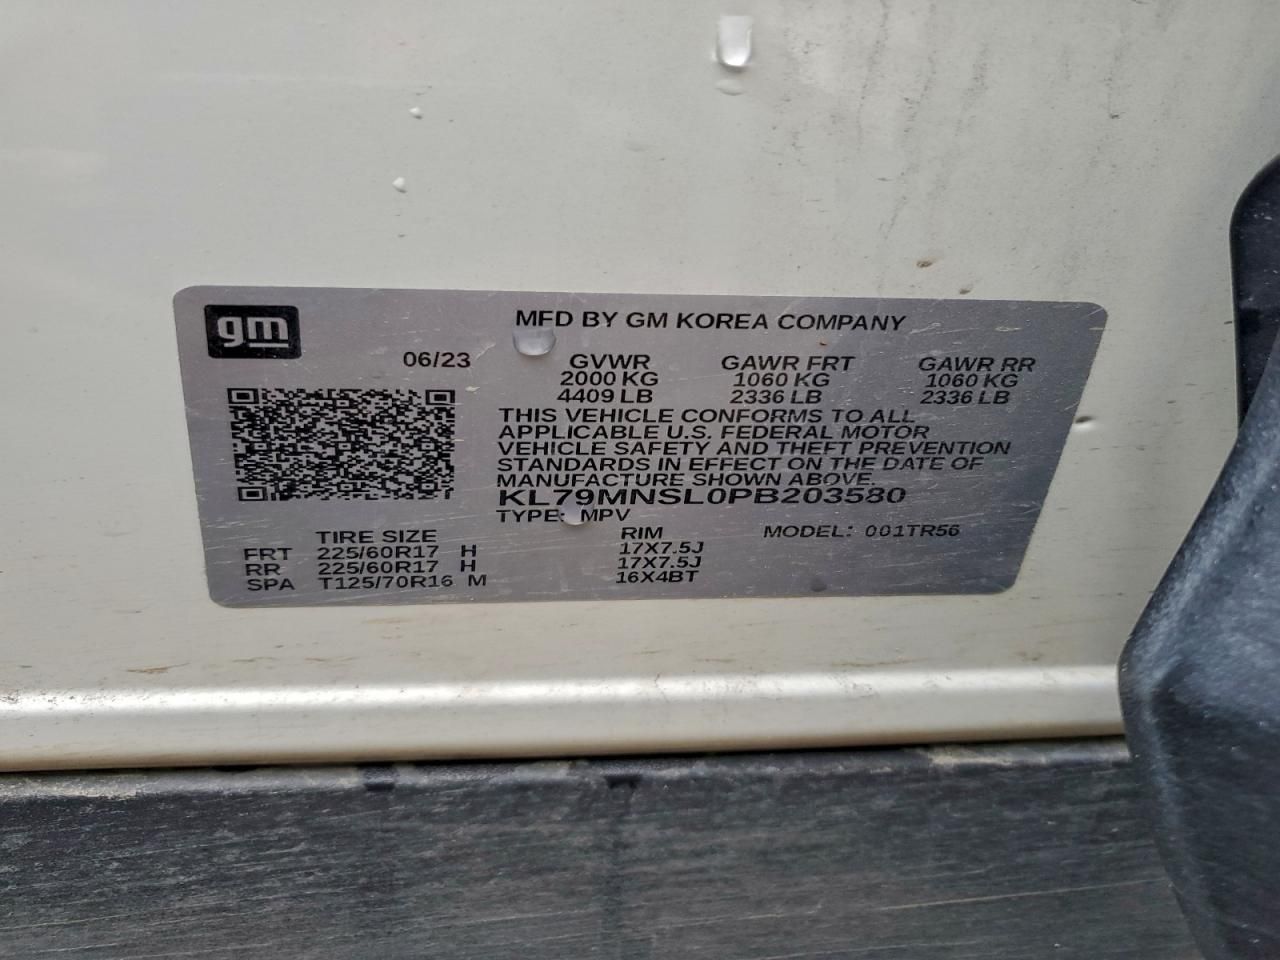 gm
MFD BY GM KOREA COMPANY
06/23
GVWR GAWR FRT GAWR RR
2000 KG 1060 KG 1060 KG
4409 LB 2336 LB 2336 LB
THIS VEHICLE CONFORMS TO ALL
APPLICABLE U.S. FEDERAL MOTOR
VEHICLE SAFETY AND THEFT PREVENTION
STANDARDS IN EFFECT ON THE DATE OF
MANUFACTURE SHOWN ABOVE.
KL79MNSL0PB203580
TYPE: MPV
MODEL: 001TR56
TIRE SIZE RIM
FRT 225/60R17 H 17X7.5J
RR 225/60R17 H 17X7.5J
SPA T125/70R16 M 16X4BT